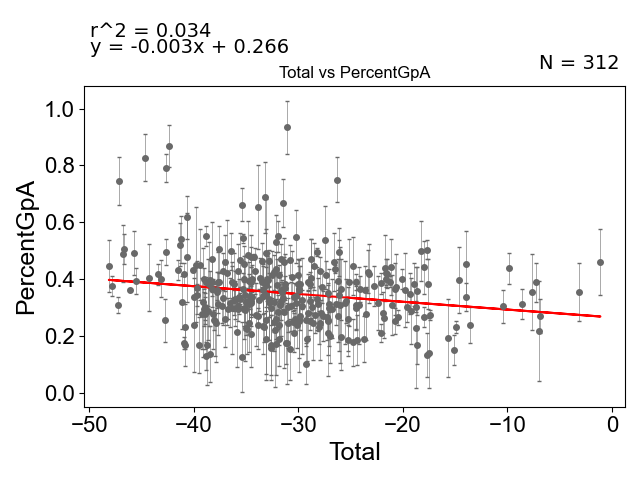 r^2 = 0.034
y = -0.003x + 0.266
N = 312
Total vs PercentGpA
PercentGpA
1.0
0.8
0.6
0.4
0.2
0.0
−50
−40
−30
−20
−10
0
Total